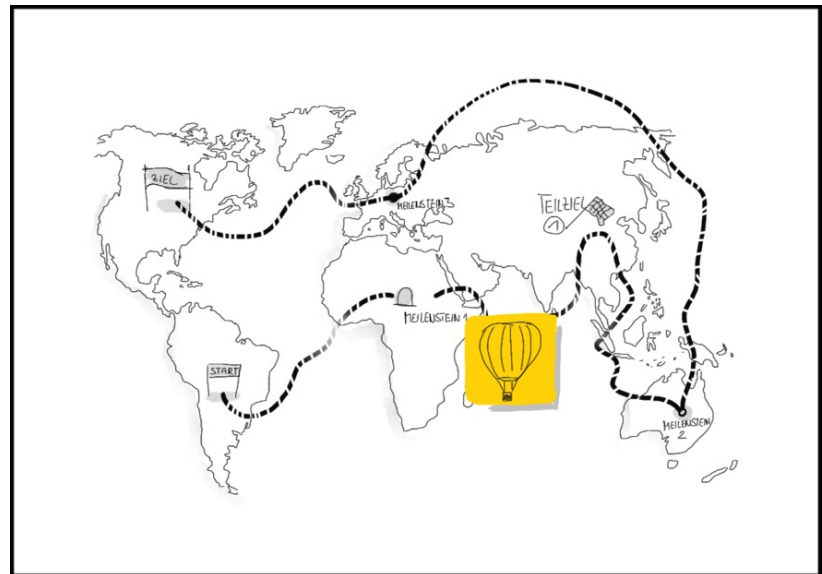 ZIEL
MEILENSTEIN 3
TEILZIEL
1
MEILENSTEIN 1
START
MEILENSTEIN
2